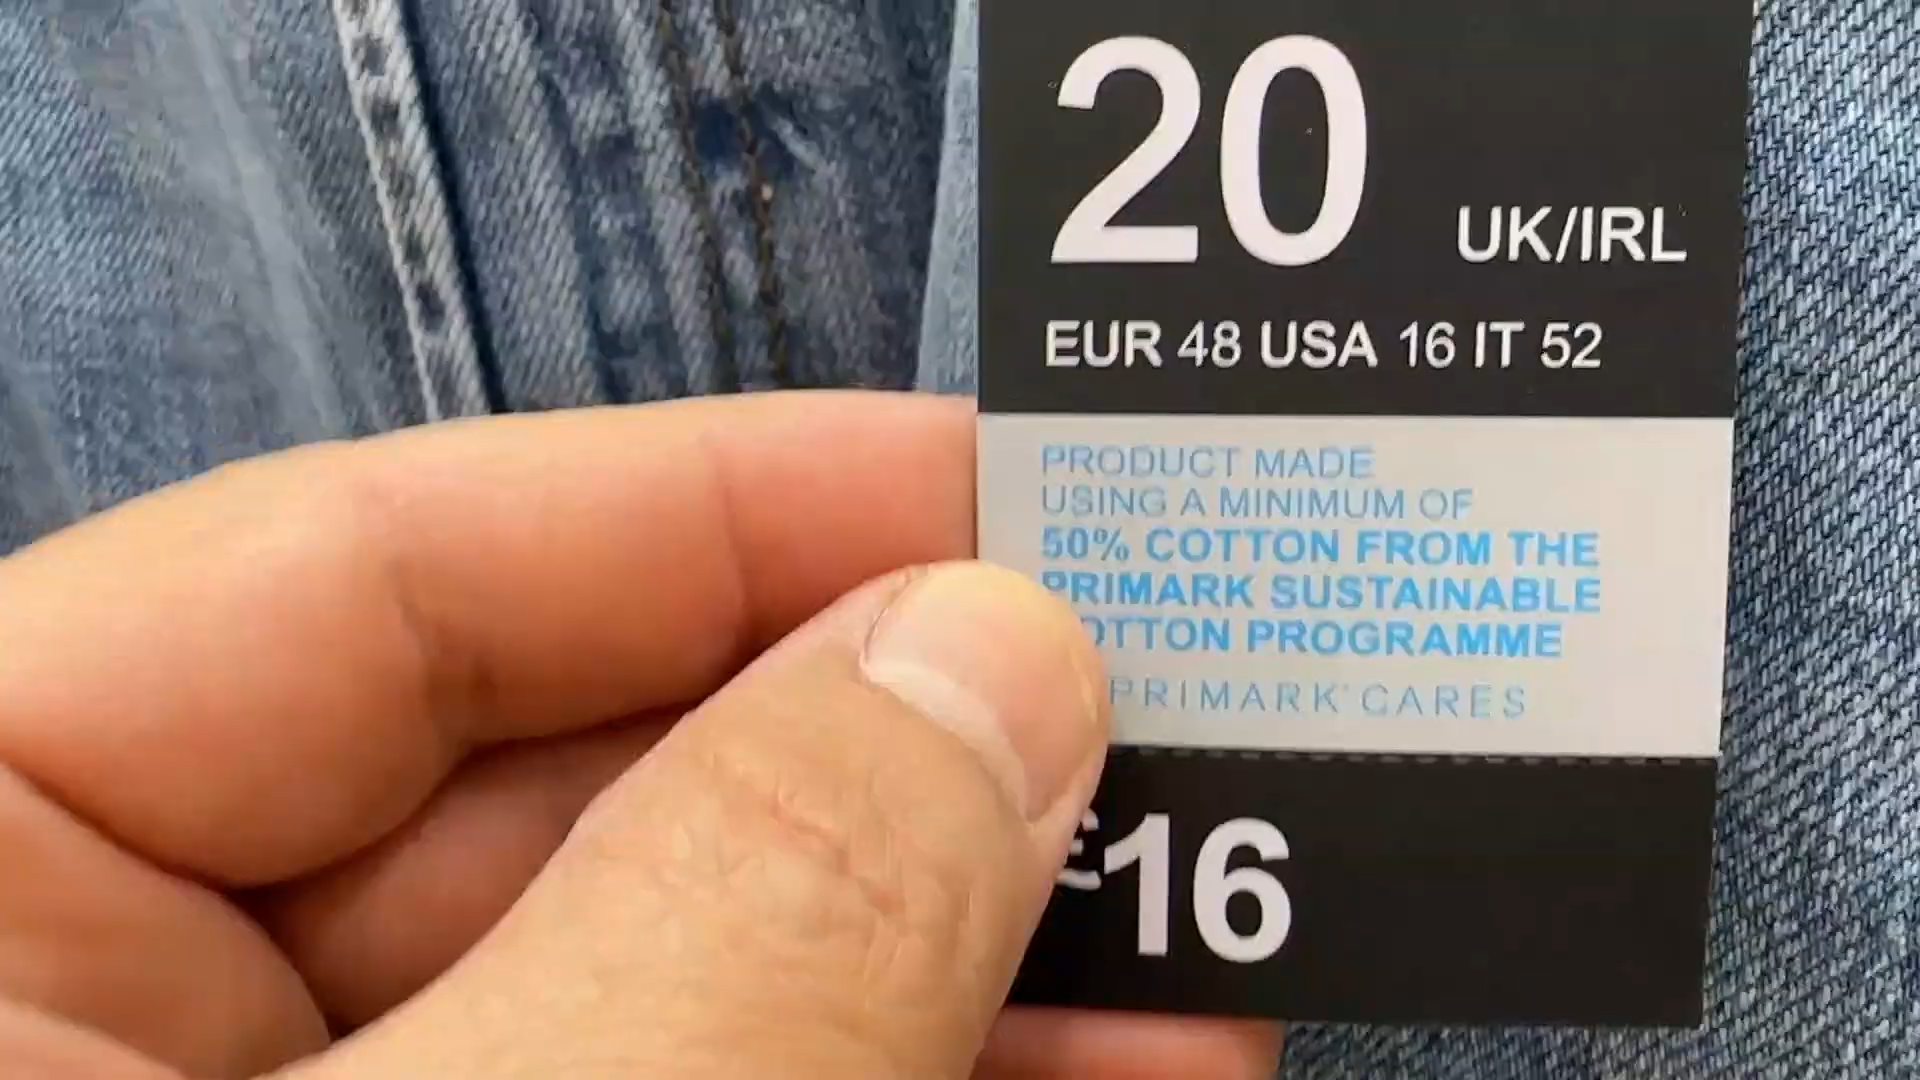 20 UK/IRL
EUR 48 USA 16 IT 52
PRODUCT MADE
USING A MINIMUM OF
50% COTTON FROM THE
PRIMARK SUSTAINABLE
COTTON PROGRAMME
PRIMARK CARES
£16